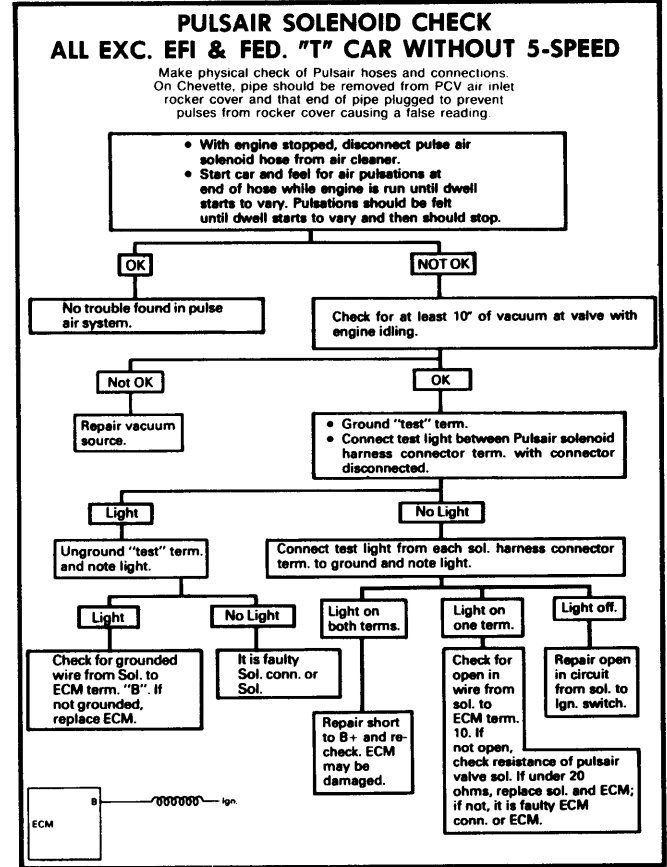 PULSAIR SOLENOID CHECK
ALL EXC. EFI & FED. "T" CAR WITHOUT 5-SPEED
Make physical check of Pulsair hoses and connections.
On Chevette, pipe should be removed from PCV air inlet
rocker cover and that end of pipe plugged to prevent
pulses from rocker cover causing a false reading.
• With engine stopped, disconnect pulse air
solenoid hose from air cleaner.
• Start car and feel for air pulsations at
end of hose while engine is run until dwell
starts to vary. Pulsations should be felt
until dwell starts to vary and then should stop.
OK
NOT OK
No trouble found in pulse
air system.
Check for at least 10" of vacuum at valve with
engine idling.
Not OK
OK
Repair vacuum
source.
• Ground "test" term.
• Connect test light between Pulsair solenoid
harness connector term. with connector
disconnected.
Light
No Light
Unground "test" term.
and note light.
Connect test light from each sol. harness connector
term. to ground and note light.
Light
No Light
Light on
both terms.
Light on
one term.
Light off.
Check for grounded
wire from Sol. to
ECM term. "B". If
not grounded,
replace ECM.
It is faulty
Sol. conn. or
Sol.
Repair short
to B+ and re-
check. ECM
may be
damaged.
Check for
open in
wire from
sol. to
ECM term.
10. If
not open,
check resistance of pulsair
valve sol. If under 20
ohms, replace sol. and ECM;
if not, it is faulty ECM
conn. or ECM.
Repair open
in circuit
from sol. to
Ign. switch.
B
Ign.
ECM